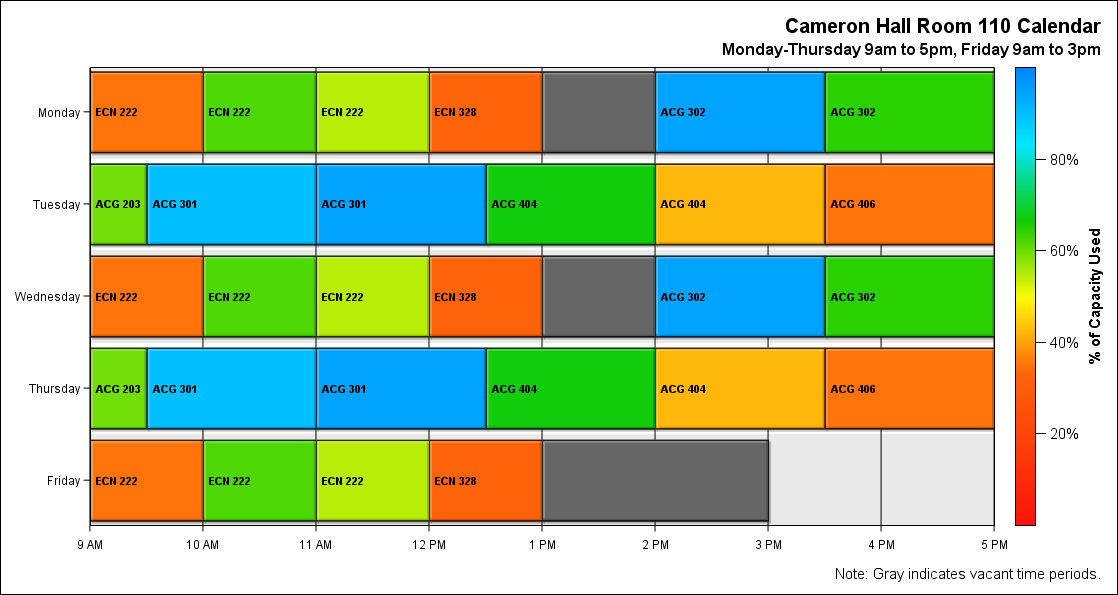 Cameron Hall Room 110 Calendar
Monday-Thursday 9am to 5pm, Friday 9am to 3pm
Monday
ECN 222 ECN 222 ECN 222 ECN 328 ACG 302 ACG 302
Tuesday
ACG 203 ACG 301 ACG 301 ACG 404 ACG 404 ACG 406
Wednesday
ECN 222 ECN 222 ECN 222 ECN 328 ACG 302 ACG 302
Thursday
ACG 203 ACG 301 ACG 301 ACG 404 ACG 404 ACG 406
Friday
ECN 222 ECN 222 ECN 222 ECN 328
9 AM 10 AM 11 AM 12 PM 1 PM 2 PM 3 PM 4 PM 5 PM
80%
60%
40%
20%
% of Capacity Used
Note: Gray indicates vacant time periods.